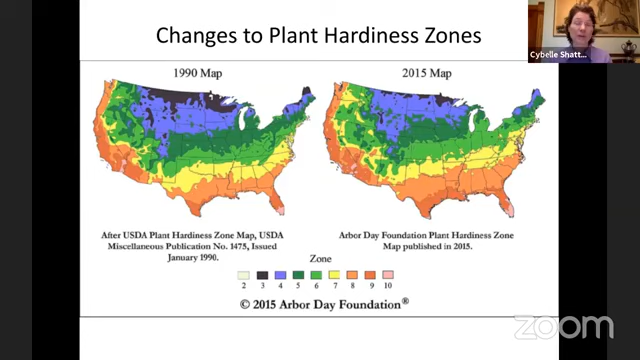 Changes to Plant Hardiness Zones
Cybelle Shatt...
1990 Map
2015 Map
After USDA Plant Hardiness Zone Map, USDA
Miscellaneous Publication No. 1475, Issued
January 1990.
Arbor Day Foundation Plant Hardiness Zone
Map published in 2015.
Zone
2 3 4 5 6 7 8 9 10
© 2015 Arbor Day Foundation®
zoom